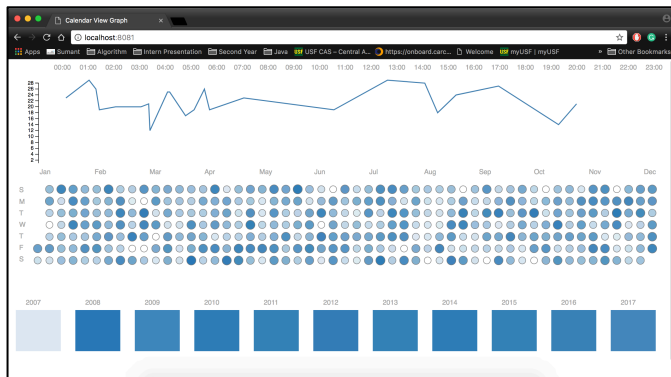 Calendar View Graph
localhost:8081
Apps Sumant Algorithm Intern Presentation Second Year Java USF USF CAS – Central A... https://onboard.carc... Welcome USF myUSF | myUSF » Other Bookmarks
00:00 01:00 02:00 03:00 04:00 05:00 06:00 07:00 08:00 09:00 10:00 11:00 12:00 13:00 14:00 15:00 16:00 17:00 18:00 19:00 20:00 21:00 22:00 23:00
28
26
24
22
20
18
16
14
12
10
8
6
4
2
Jan Feb Mar Apr May Jun Jul Aug Sep Oct Nov Dec
S
M
T
W
T
F
S
2007 2008 2009 2010 2011 2012 2013 2014 2015 2016 2017